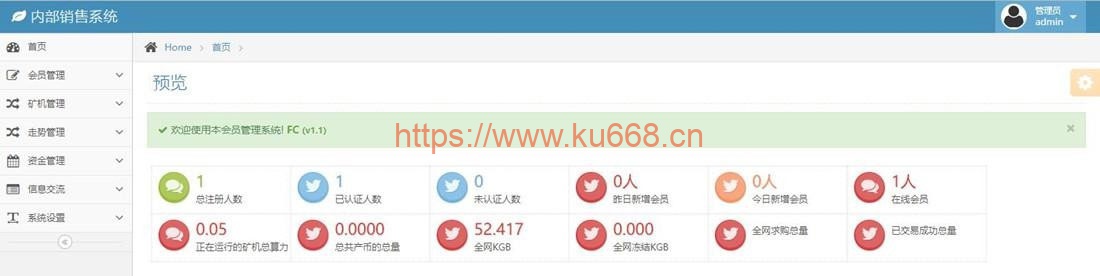 内部销售系统
管理员
admin
首页
Home > 首页 >
会员管理
预览
矿机管理
走势管理
欢迎使用本会员管理系统! FC (v1.1)
×
https://www.ku668.cn
资金管理
信息交流
系统设置
1
总注册人数
1
已认证人数
0
未认证人数
0人
昨日新增会员
0人
今日新增会员
1人
在线会员
0.05
正在运行的矿机总算力
0.0000
总共产币的总量
52.417
全网KGB
0.000
全网冻结KGB
全网求购总量
已交易成功总量